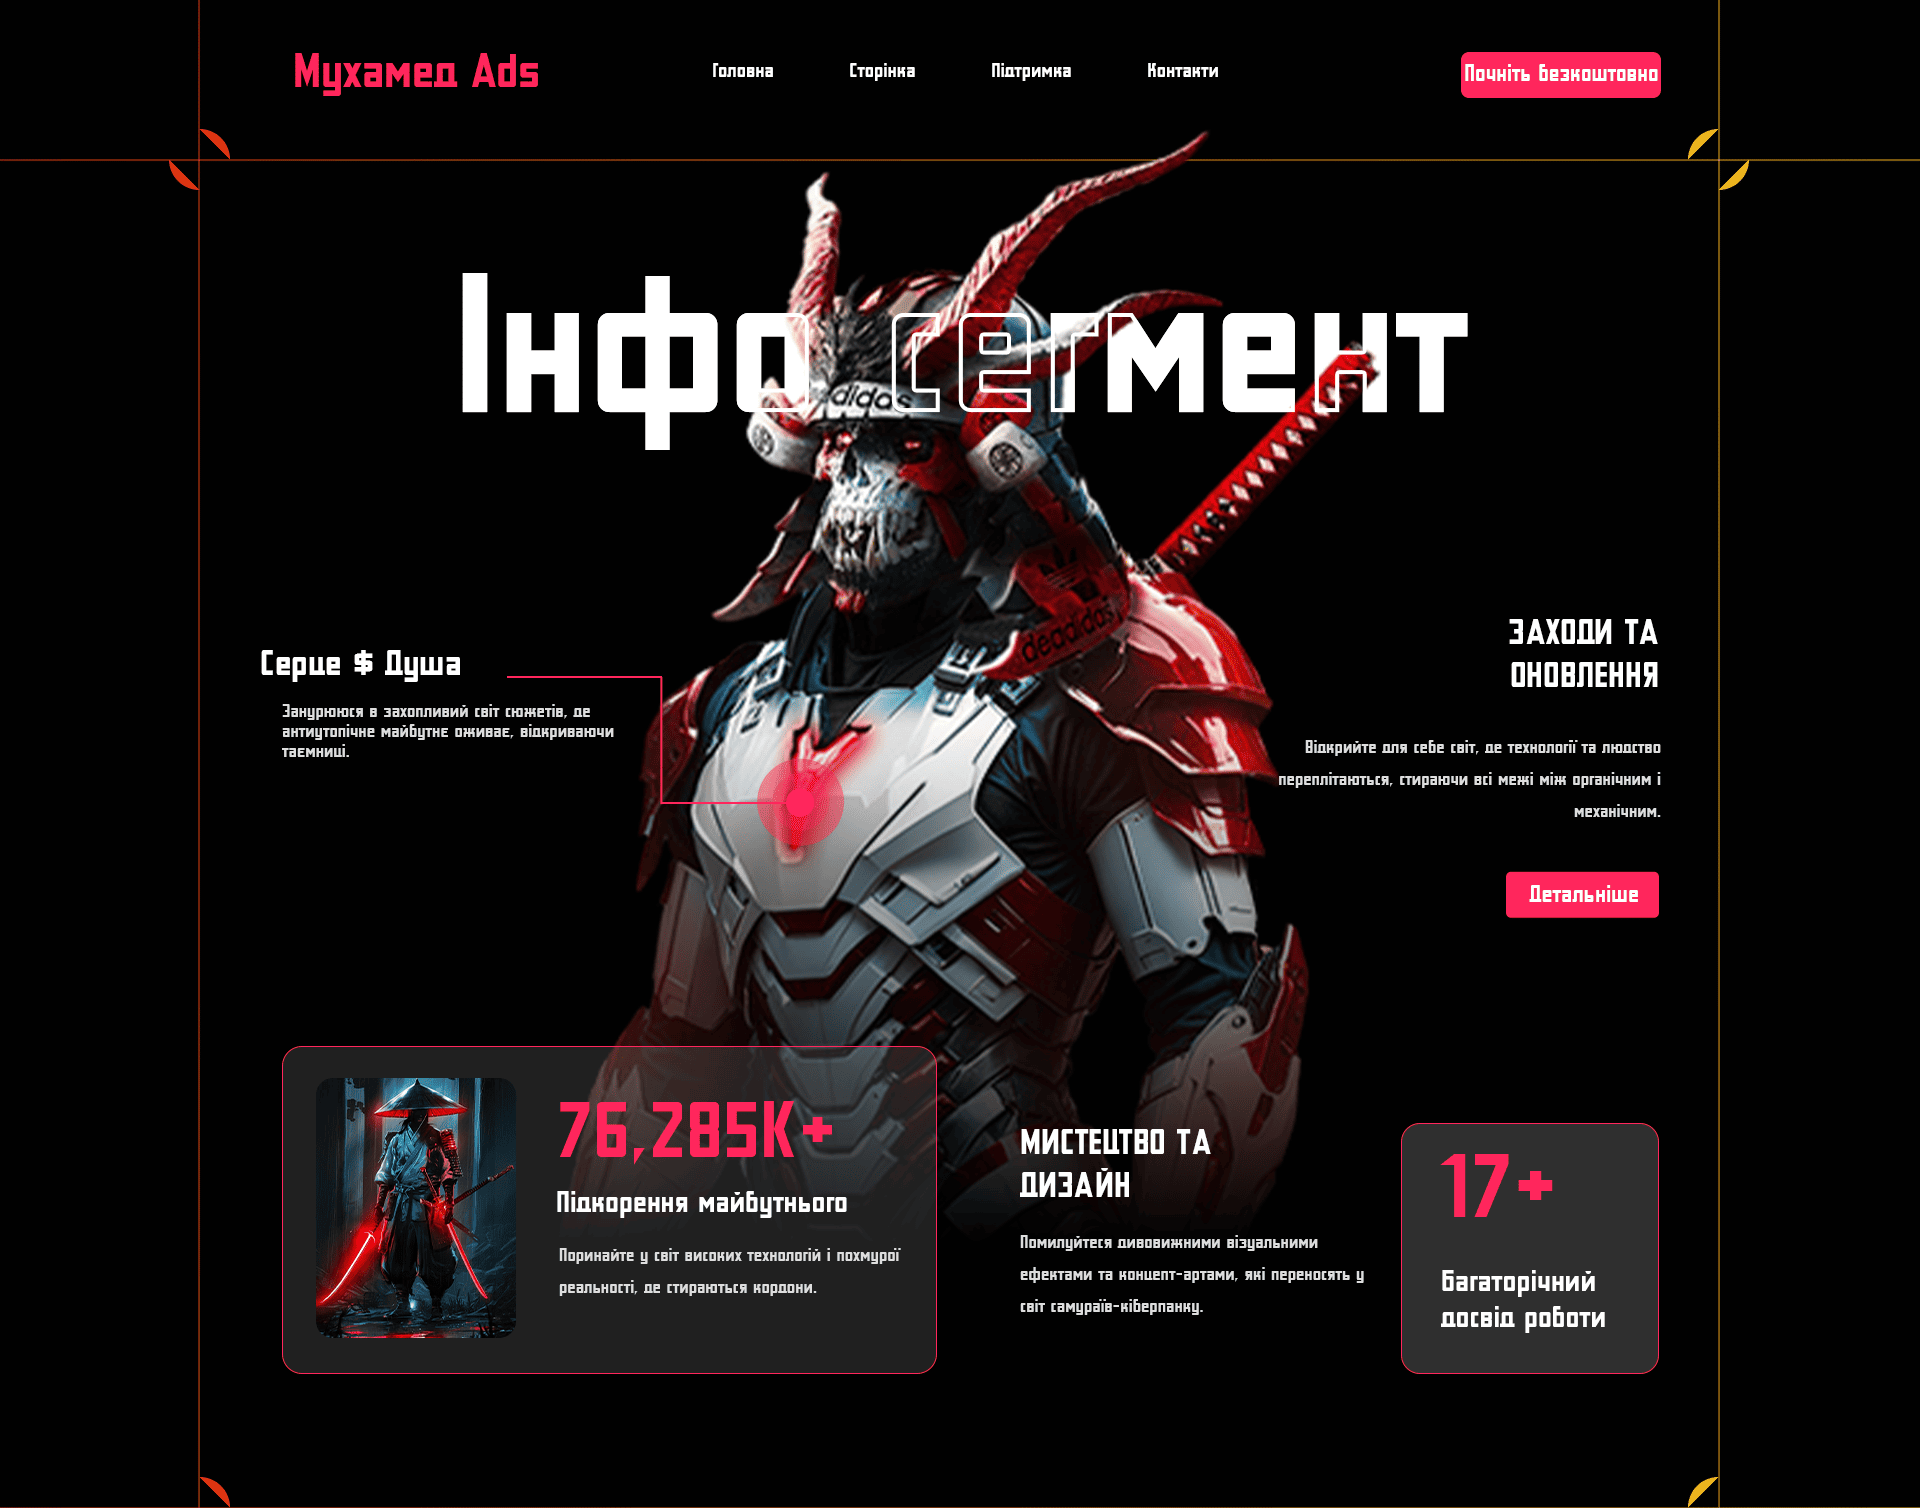 Мухамед Ads
Головна
Сторінка
Підтримка
Контакти
Почніть безкоштовно
Інфо сегмент
adidas
deadidas
Серце $ Душа
Занурююся в захопливий світ сюжетів, де
антиутопічне майбутнє оживає, відкриваючи
таємниці.
ЗАХОДИ ТА
ОНОВЛЕННЯ
Відкрийте для себе світ, де технології та людство
переплітаються, стираючи всі межі між органічним і
механічним.
Детальніше
76,285K+
Підкорення майбутнього
Поринайте у світ високих технологій і похмурої
реальності, де стираються кордони.
МИСТЕЦТВО ТА
ДИЗАЙН
Помилуйтеся дивовижними візуальними
ефектами та концепт-артами, які переносять у
світ самураїв-кіберпанку.
17+
Багаторічний
досвід роботи